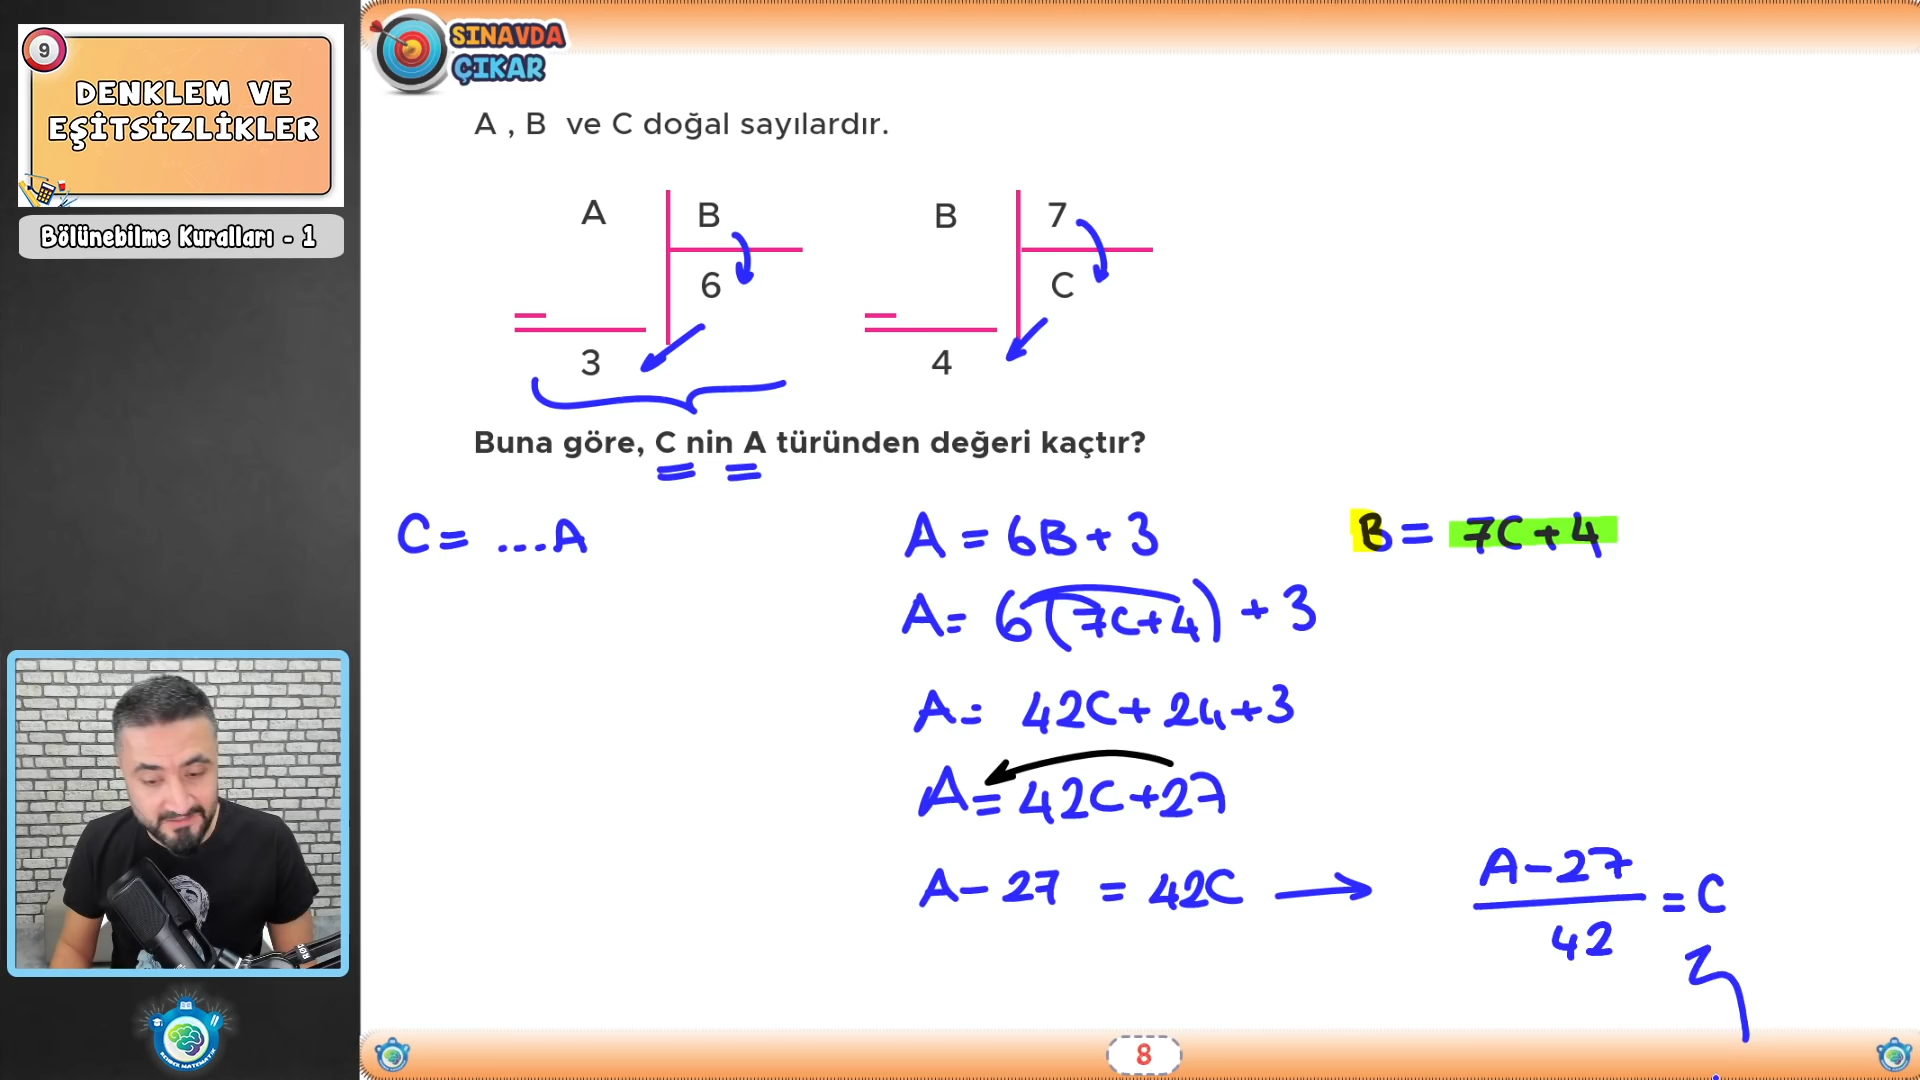 9
DENKLEM VE
EŞİTSİZLİKLER
Bölünebilme Kuralları - 1
SINAVDA
ÇIKAR
A , B ve C doğal sayılardır.
A B
6
3
B 7
C
4
Buna göre, C nin A türünden değeri kaçtır?
C = ...A
A = 6B + 3
B = 7C + 4
A = 6(7C+4) + 3
A = 42C + 24 + 3
A = 42C + 27
A - 27 = 42C → A - 27 / 42 = C
REHBER MATEMATİK
8